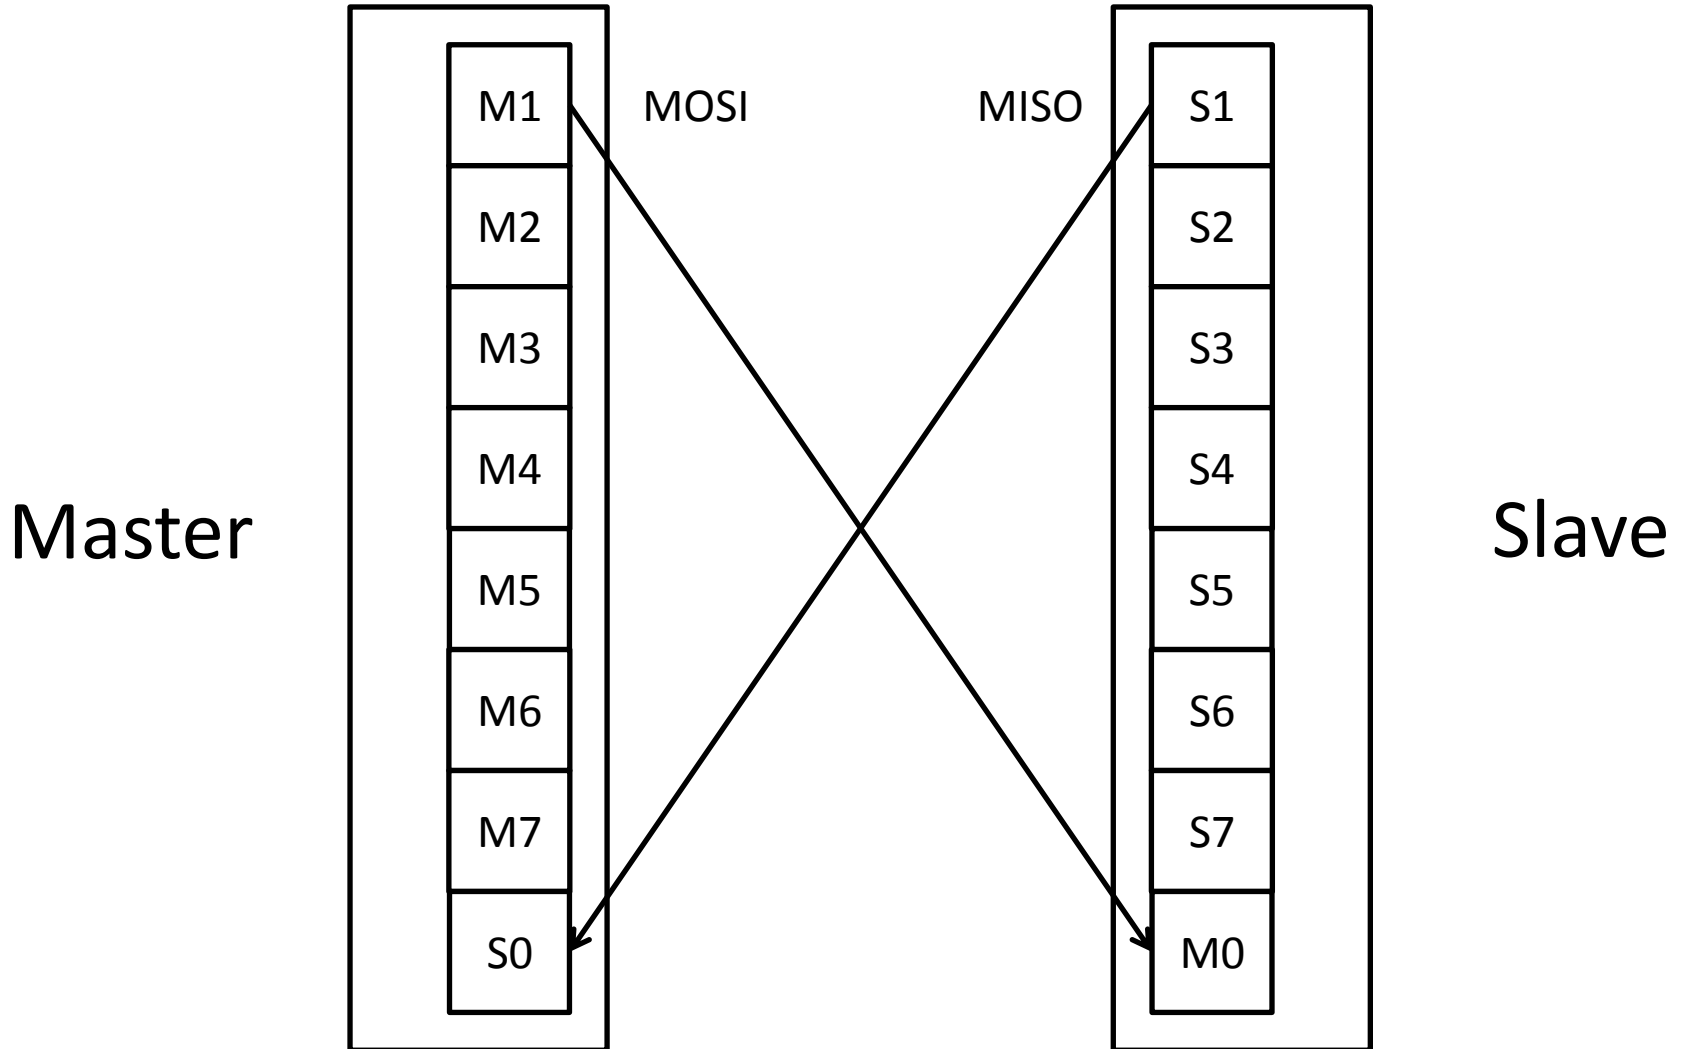 M1 MOSI MISO S1
M2 S2
M3 S3
M4 S4
Master Slave
M5 S5
M6 S6
M7 S7
S0 M0